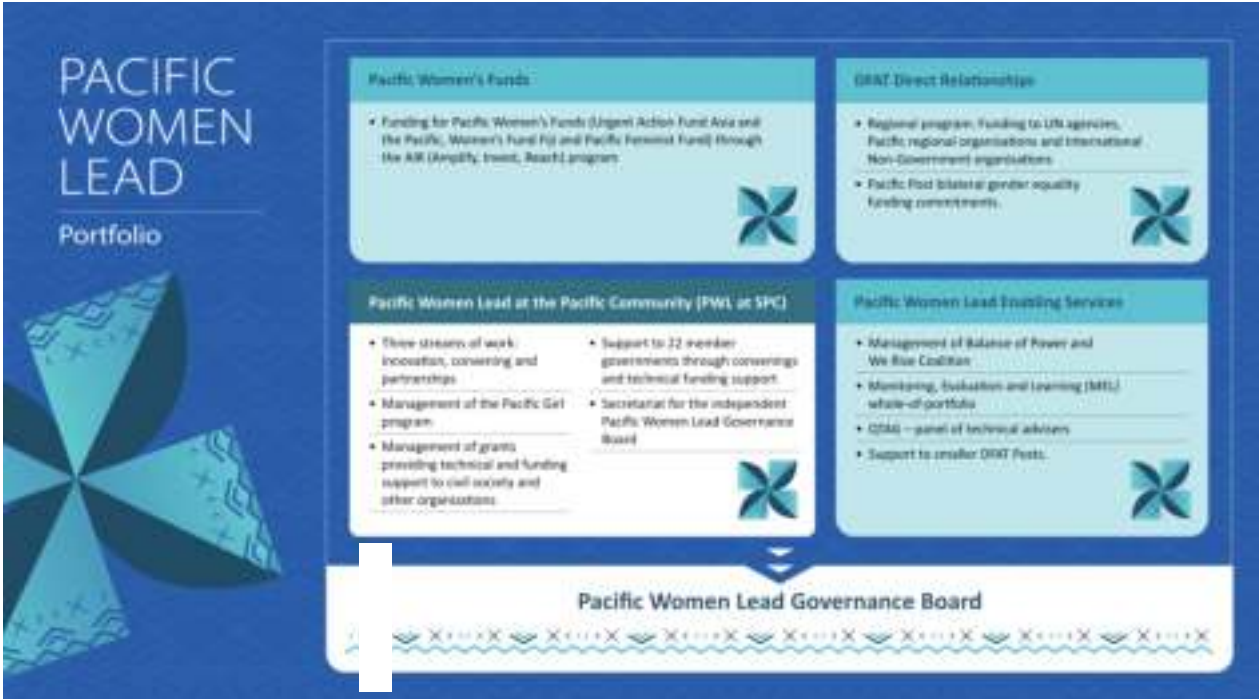 PACIFIC
WOMEN
LEAD
Portfolio
Pacific Women's Funds
• Funding for Pacific Women's Funds (Urgent Action Fund Asia and
the Pacific, Women's Fund Fiji and Pacific Feminist Fund) through
the AIR (Amplify, Invest, Reach) program
DFAT Direct Relationships
• Regional program: Funding to UN agencies,
Pacific regional organisations and International
Non-Government organisations
• Pacific Post bilateral gender equality
funding commitments.
Pacific Women Lead at the Pacific Community (PWL at SPC)
• Three streams of work:
innovation, convening and
partnerships
• Management of the Pacific Girl
program
• Management of grants
providing technical and funding
support to civil society and
other organisations
• Support to 22 member
governments through convenings
and technical funding support
• Secretariat for the independent
Pacific Women Lead Governance
Board
Pacific Women Lead Enabling Services
• Management of Balance of Power and
We Rise Coalition
• Monitoring, Evaluation and Learning (MEL)
whole-of-portfolio
• QTAG – panel of technical advisers
• Support to smaller DFAT Posts.
Pacific Women Lead Governance Board